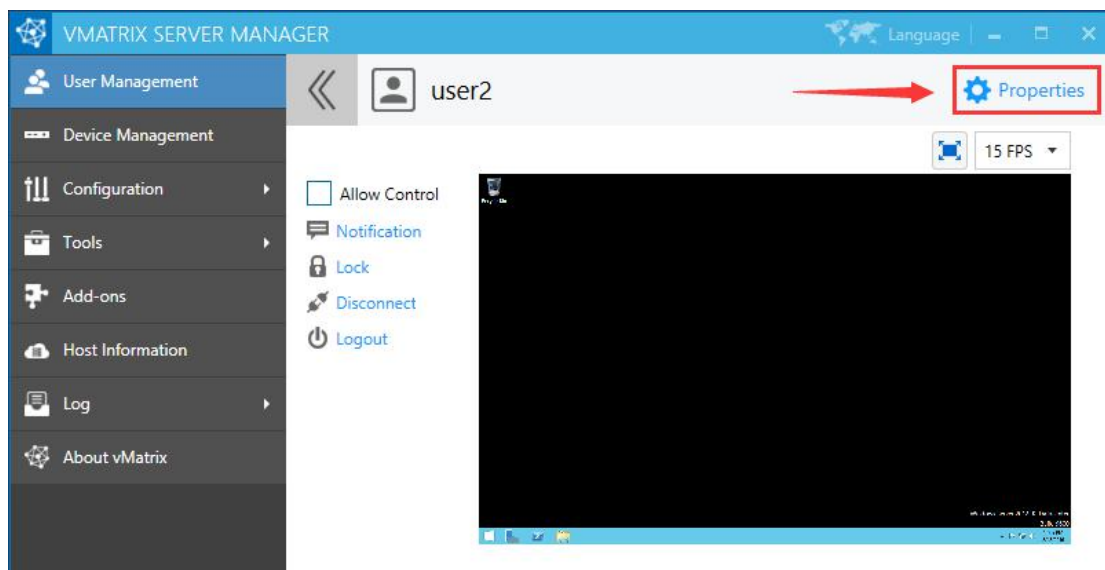 VMATRIX SERVER MANAGER
Language
User Management
Device Management
Configuration
Tools
Add-ons
Host Information
Log
About vMatrix
user2
Properties
15 FPS
Allow Control
Notification
Lock
Disconnect
Logout